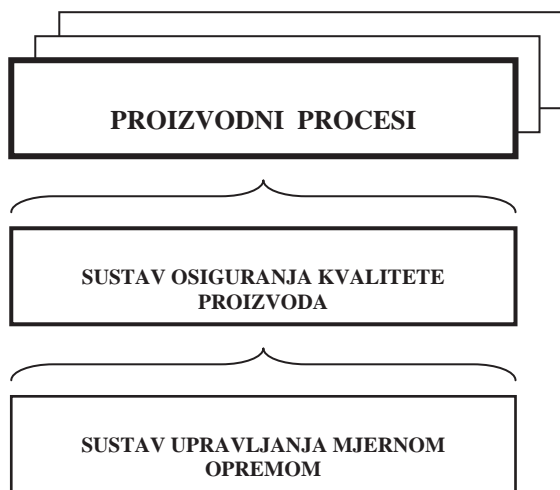 PROIZVODNI PROCESI
SUSTAV OSIGURANJA KVALITETE
PROIZVODA
SUSTAV UPRAVLJANJA MJERNOM
OPREMOM